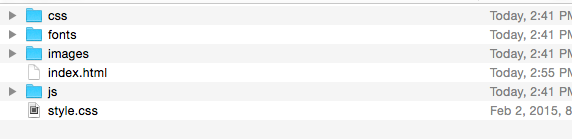 css Today, 2:41 PM
fonts Today, 2:41 PM
images Today, 2:41 PM
index.html Today, 2:55 PM
js Today, 2:41 PM
style.css Feb 2, 2015, 8